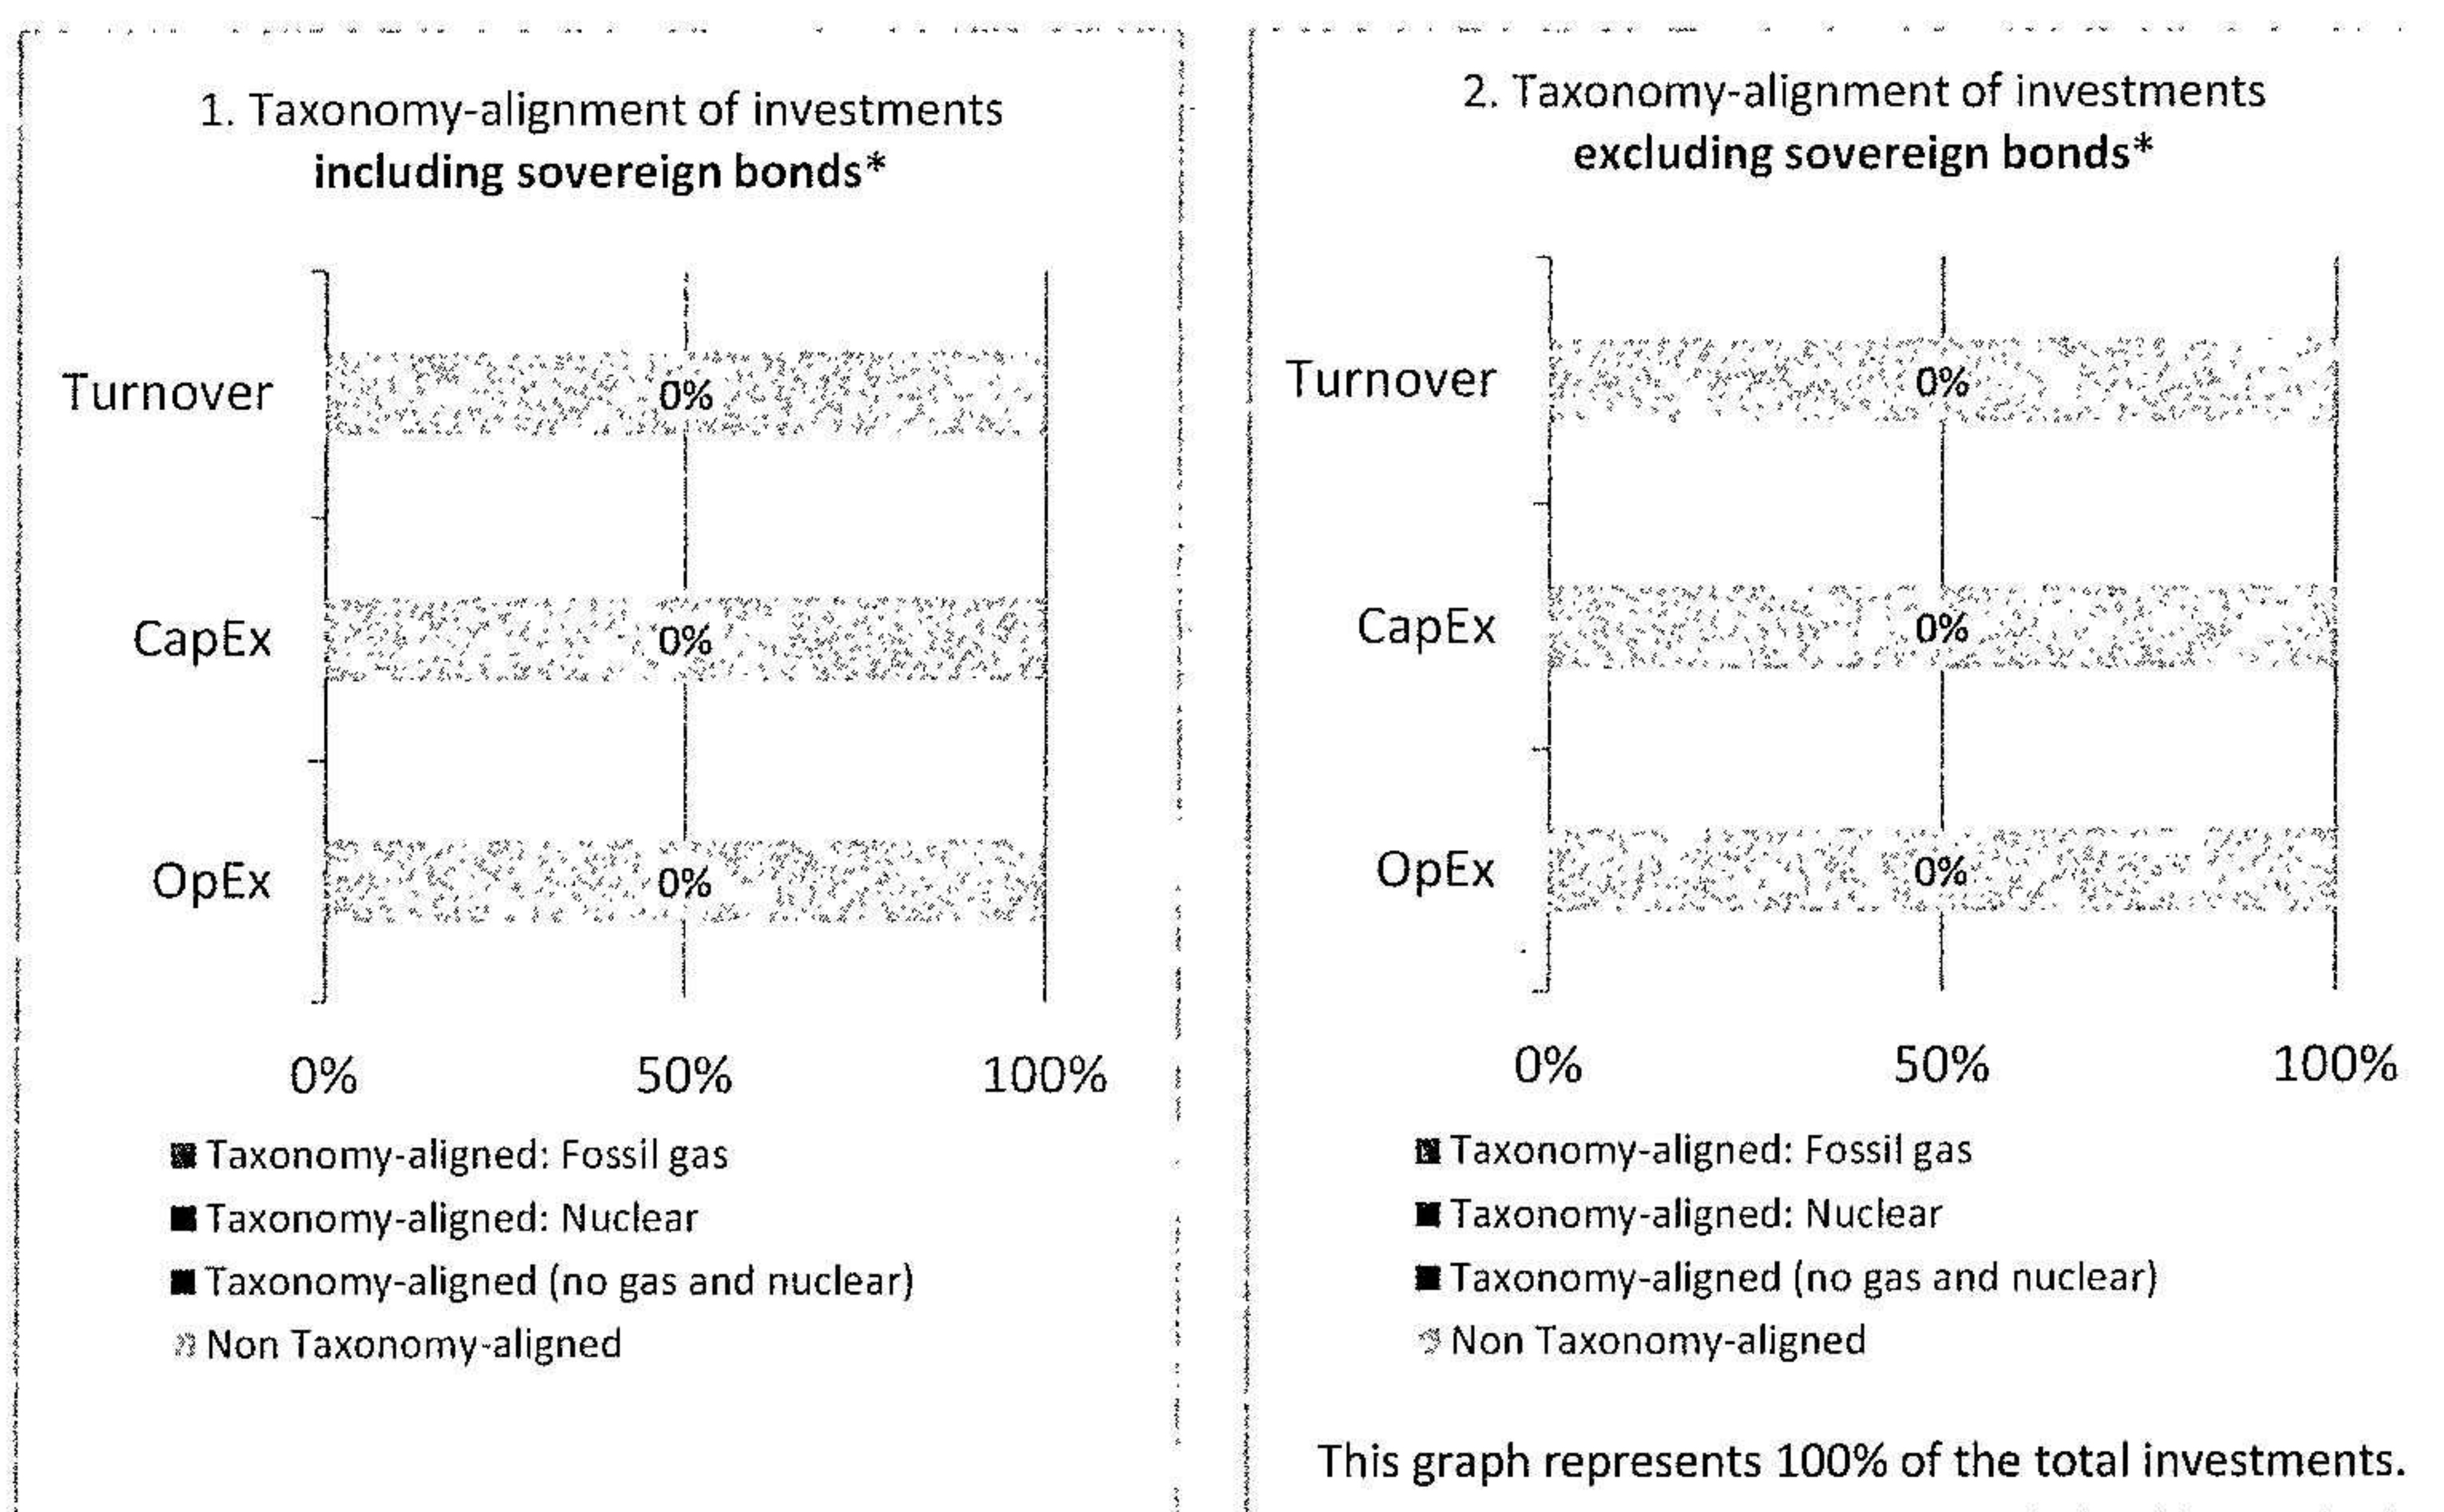 1. Taxonomy-alignment of investments
including sovereign bonds*
Turnover
0%
CapEx
0%
OpEx
0%
0% 50% 100%
Taxonomy-aligned: Fossil gas
Taxonomy-aligned: Nuclear
Taxonomy-aligned (no gas and nuclear)
Non Taxonomy-aligned
2. Taxonomy-alignment of investments
excluding sovereign bonds*
Turnover
0%
CapEx
0%
OpEx
0%
0% 50% 100%
Taxonomy-aligned: Fossil gas
Taxonomy-aligned: Nuclear
Taxonomy-aligned (no gas and nuclear)
Non Taxonomy-aligned
This graph represents 100% of the total investments.